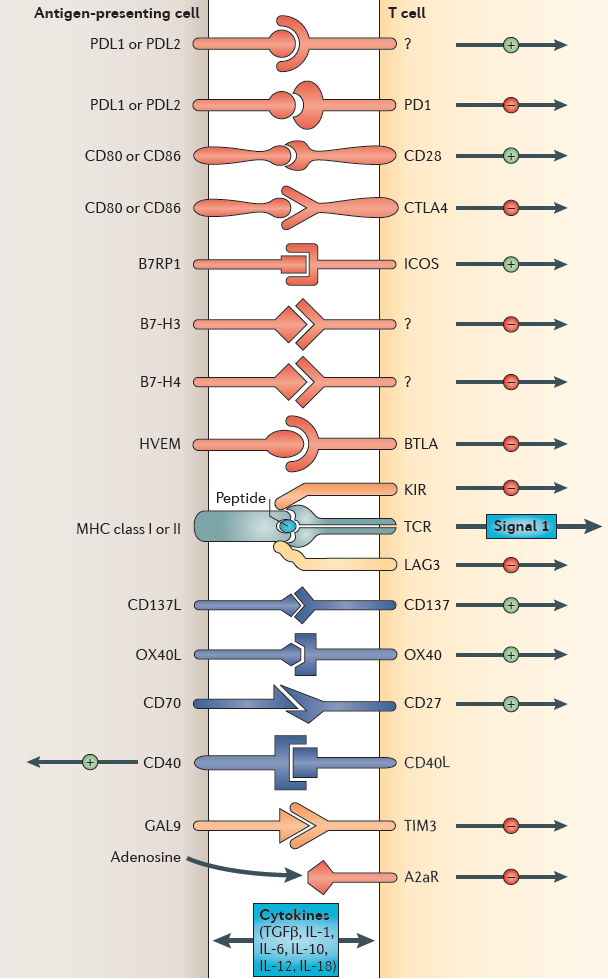 Antigen-presenting cell T cell
PDL1 or PDL2 ? +
PDL1 or PDL2 PD1 –
CD80 or CD86 CD28 +
CD80 or CD86 CTLA4 –
B7RP1 ICOS +
B7-H3 ? –
B7-H4 ? –
HVEM BTLA –
KIR –
Peptide
MHC class I or II TCR Signal 1
LAG3 –
CD137L CD137 +
OX40L OX40 +
CD70 CD27 +
+ CD40 CD40L
GAL9 TIM3 –
Adenosine
A2aR –
Cytokines
(TGFβ, IL-1,
IL-6, IL-10,
IL-12, IL-18)